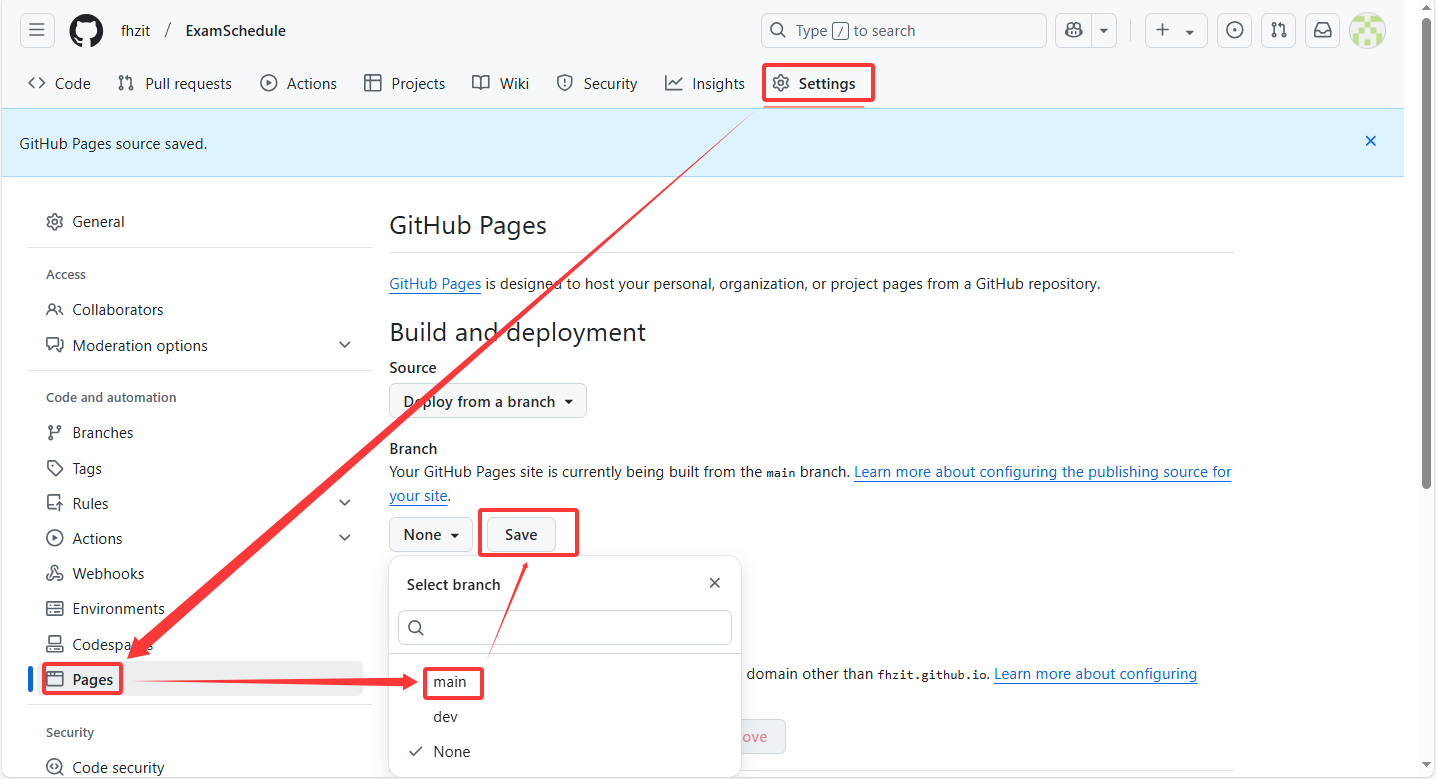 fhzit / ExamSchedule
Type / to search
Code
Pull requests
Actions
Projects
Wiki
Security
Insights
Settings
GitHub Pages source saved.
General
Access
Collaborators
Moderation options
Code and automation
Branches
Tags
Rules
Actions
Webhooks
Environments
Codespaces
Pages
Security
Code security
GitHub Pages
GitHub Pages is designed to host your personal, organization, or project pages from a GitHub repository.
Build and deployment
Source
Deploy from a branch
Branch
Your GitHub Pages site is currently being built from the main branch. Learn more about configuring the publishing source for
your site.
None
Save
Select branch
main
dev
None
domain other than fhzit.github.io. Learn more about configuring
ove